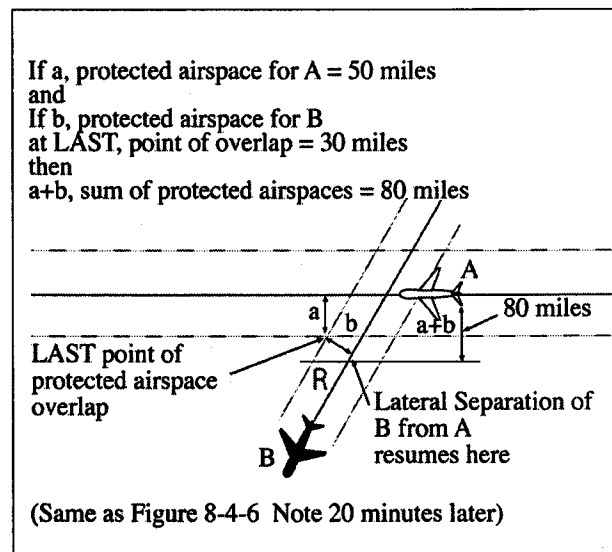 If a, protected airspace for A = 50 miles
and
If b, protected airspace for B
at LAST, point of overlap = 30 miles
then
a+b, sum of protected airspaces = 80 miles
A
a
b
a+b
80 miles
LAST point of
protected airspace
overlap
R
Lateral Separation of
B from A
resumes here
B
(Same as Figure 8-4-6 Note 20 minutes later)